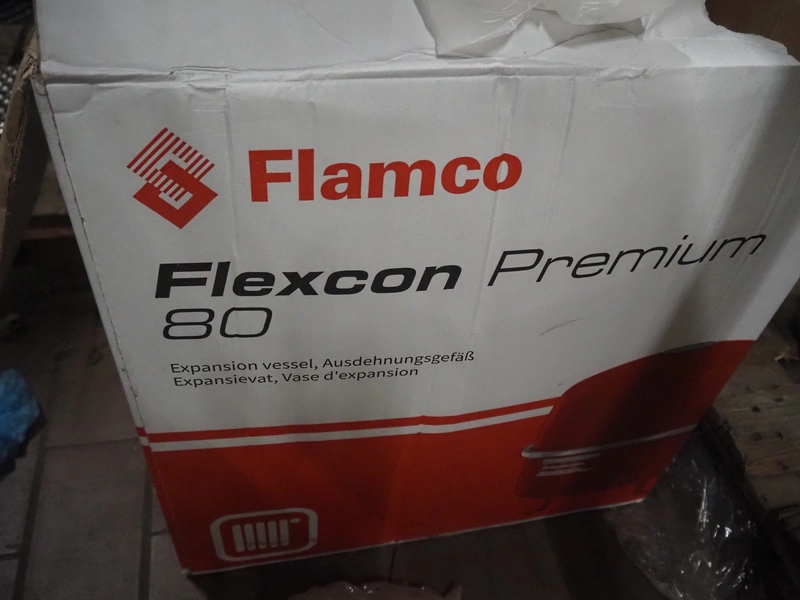 Flamco
Flexcon Premium
80
Expansion vessel, Ausdehnungsgefäß
Expansievat, Vase d'expansion